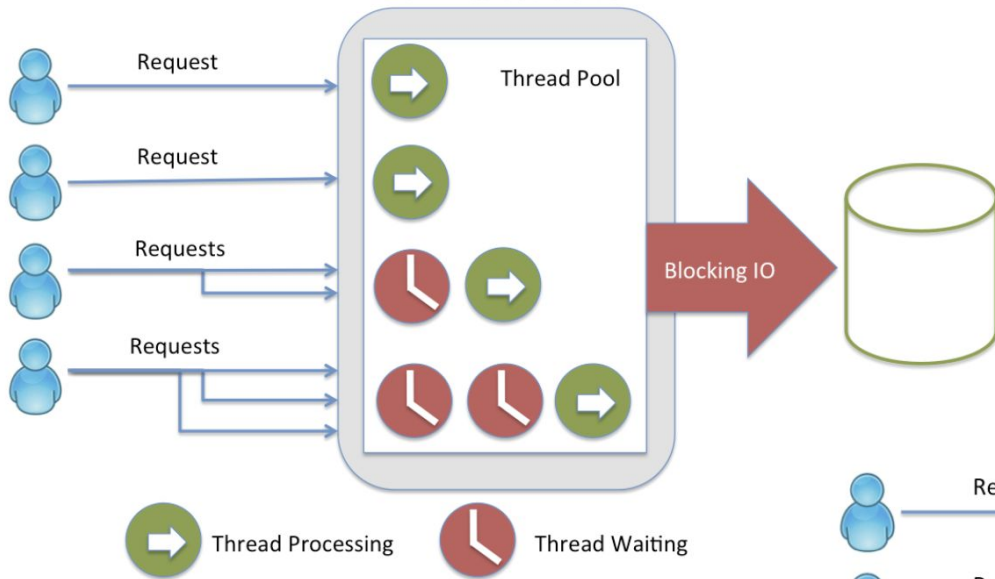 Request
Thread Pool
Request
Requests
Blocking IO
Requests
Thread Processing
Thread Waiting